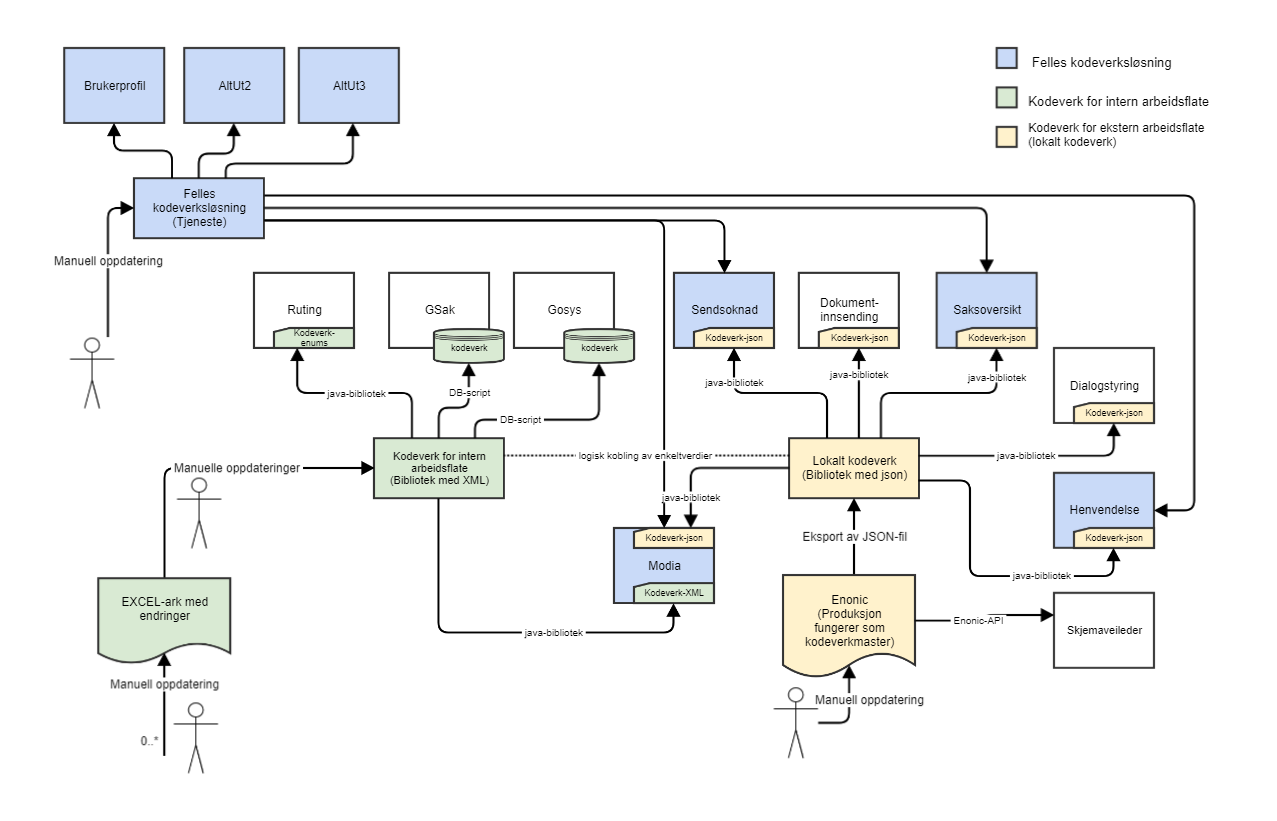 Brukerprofil
AltUt2
AltUt3
Felles kodeverksløsning
Kodeverk for intern arbeidsflate
Kodeverk for ekstern arbeidsflate
(lokalt kodeverk)
Felles
kodeverksløsning
(Tjeneste)
Manuell oppdatering
Ruting
Kodeverk-
enums
GSak
kodeverk
Gosys
kodeverk
Sendsoknad
Kodeverk-json
Dokument-
innsending
Kodeverk-json
Saksoversikt
Kodeverk-json
Dialogstyring
Kodeverk-json
java-bibliotek
DB-script
DB-script
java-bibliotek
java-bibliotek
java-bibliotek
Manuelle oppdateringer
Kodeverk for intern
arbeidsflate
(Bibliotek med XML)
logisk kobling av enkeltverdier
Lokalt kodeverk
(Bibliotek med json)
java-bibliotek
java-bibliotek
Henvendelse
Kodeverk-json
Eksport av JSON-fil
Kodeverk-json
Modia
Kodeverk-XML
java-bibliotek
EXCEL-ark med
endringer
Enonic
(Produksjon
fungerer som
kodeverkmaster)
Enonic-API
Skjemaveileder
java-bibliotek
Manuell oppdatering
Manuell oppdatering
0..*